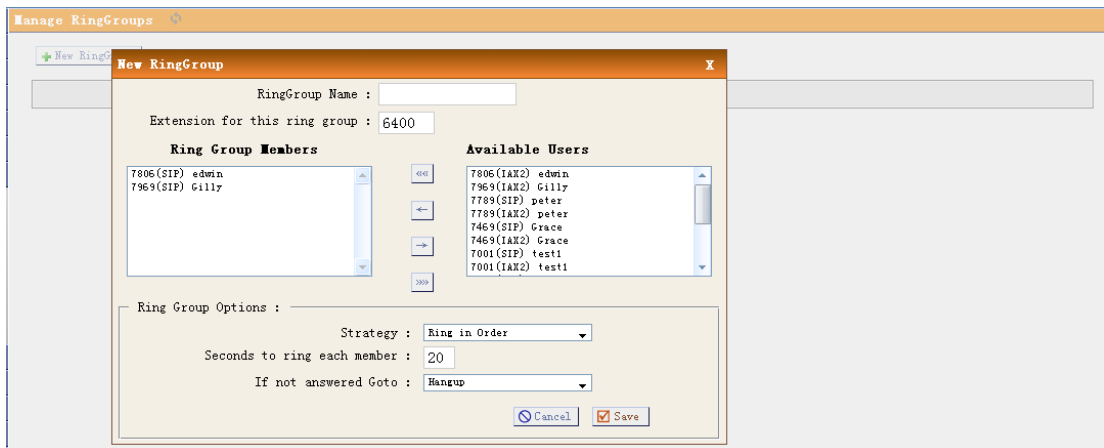 Manage RingGroups
New RingG
New RingGroup X
RingGroup Name :
Extension for this ring group : 6400
Ring Group Members
Available Users
7806(SIP) edwin
7969(SIP) Gilly
7806(IAX2) edwin
7969(IAX2) Gilly
7789(SIP) peter
7789(IAX2) peter
7469(SIP) Grace
7469(IAX2) Grace
7001(SIP) test1
7001(IAX2) test1
Ring Group Options :
Strategy : Ring in Order
Seconds to ring each member : 20
If not answered Goto : Hangup
Cancel
Save